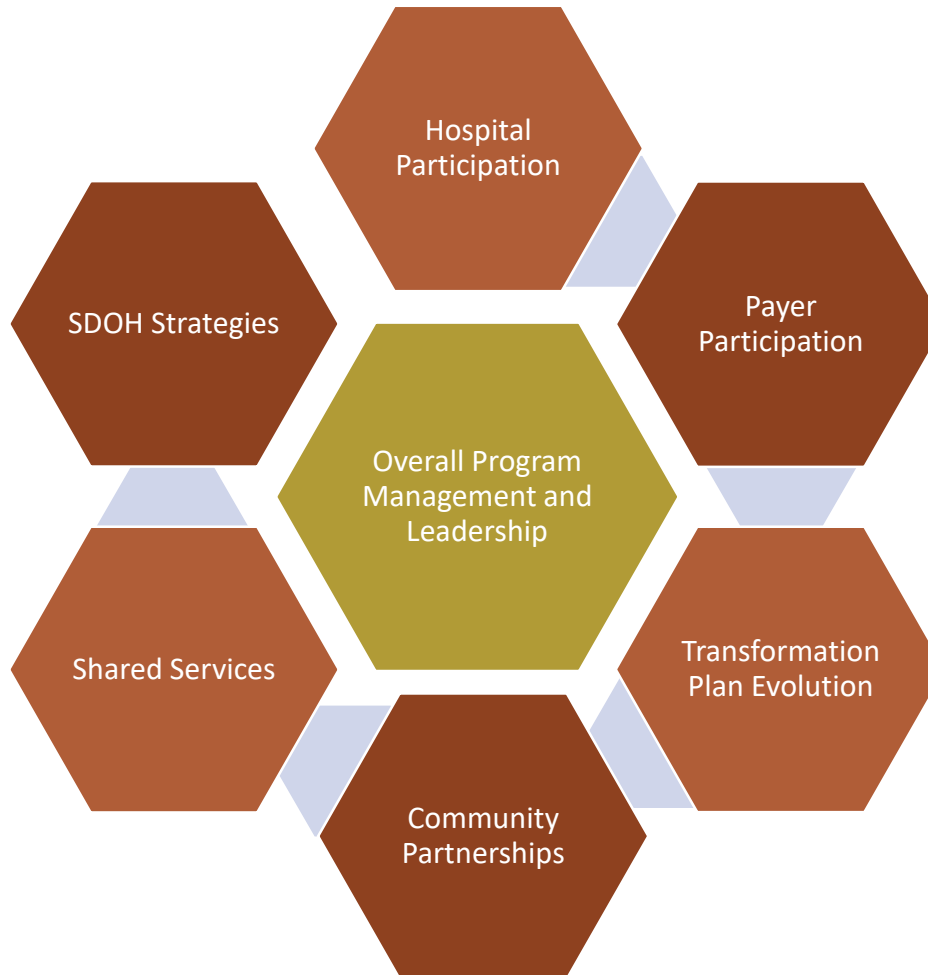 Hospital
Participation
Payer
Participation
SDOH Strategies
Overall Program
Management and
Leadership
Transformation
Plan Evolution
Shared Services
Community
Partnerships